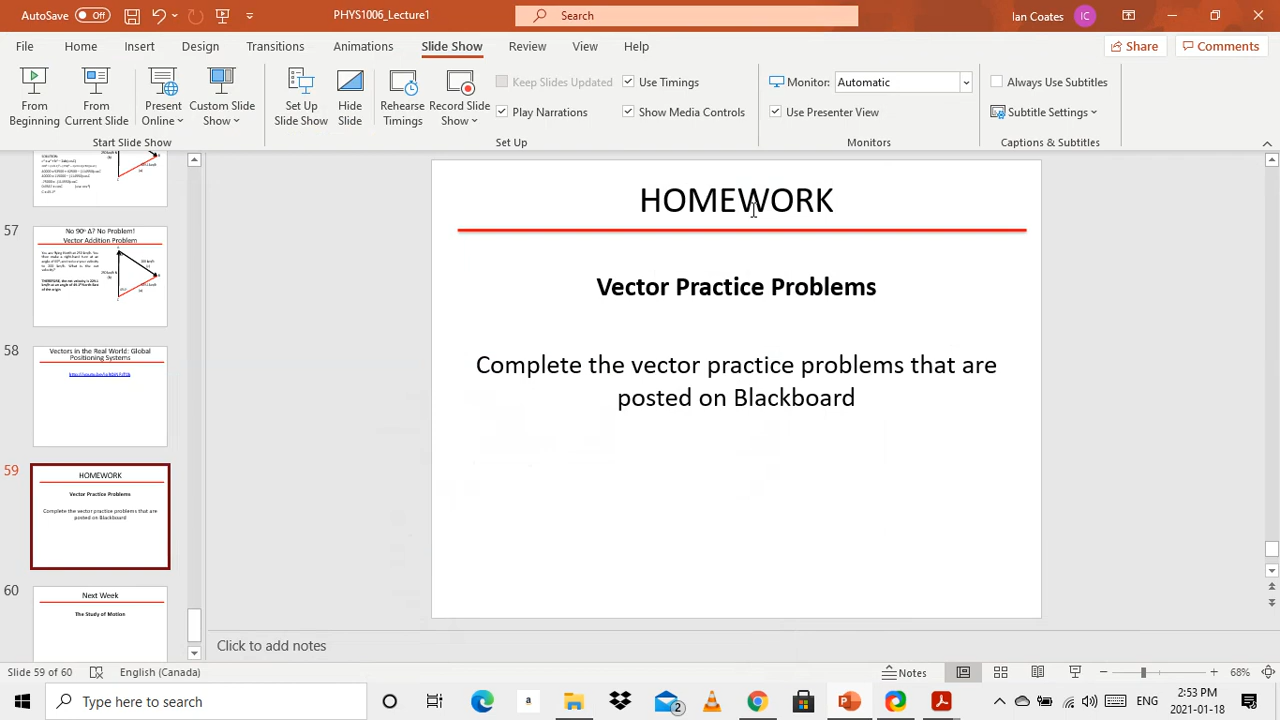 AutoSave Off PHYS1006_Lecture1 Search Ian Coates IC
File Home Insert Design Transitions Animations Slide Show Review View Help Share Comments
From Beginning
From Current Slide
Present Online
Custom Slide Show
Set Up Slide Show
Hide Slide
Rehearse Timings
Record Slide Show
Keep Slides Updated
Use Timings
Play Narrations
Show Media Controls
Monitor: Automatic
Use Presenter View
Always Use Subtitles
Subtitle Settings
Start Slide Show Set Up Monitors Captions & Subtitles
57
No 90º Δ? No Problem!
Vector Addition Problem
58
Vectors in the Real World: Global
Positioning Systems
59
HOMEWORK
Vector Practice Problems
Complete the vector practice problems that are
posted on Blackboard
60
Next Week
The Study of Motion
HOMEWORK
Vector Practice Problems
Complete the vector practice problems that are
posted on Blackboard
Click to add notes
Slide 59 of 60 English (Canada) Notes 68%
Type here to search
a
2
ENG
2:53 PM
2021-01-18